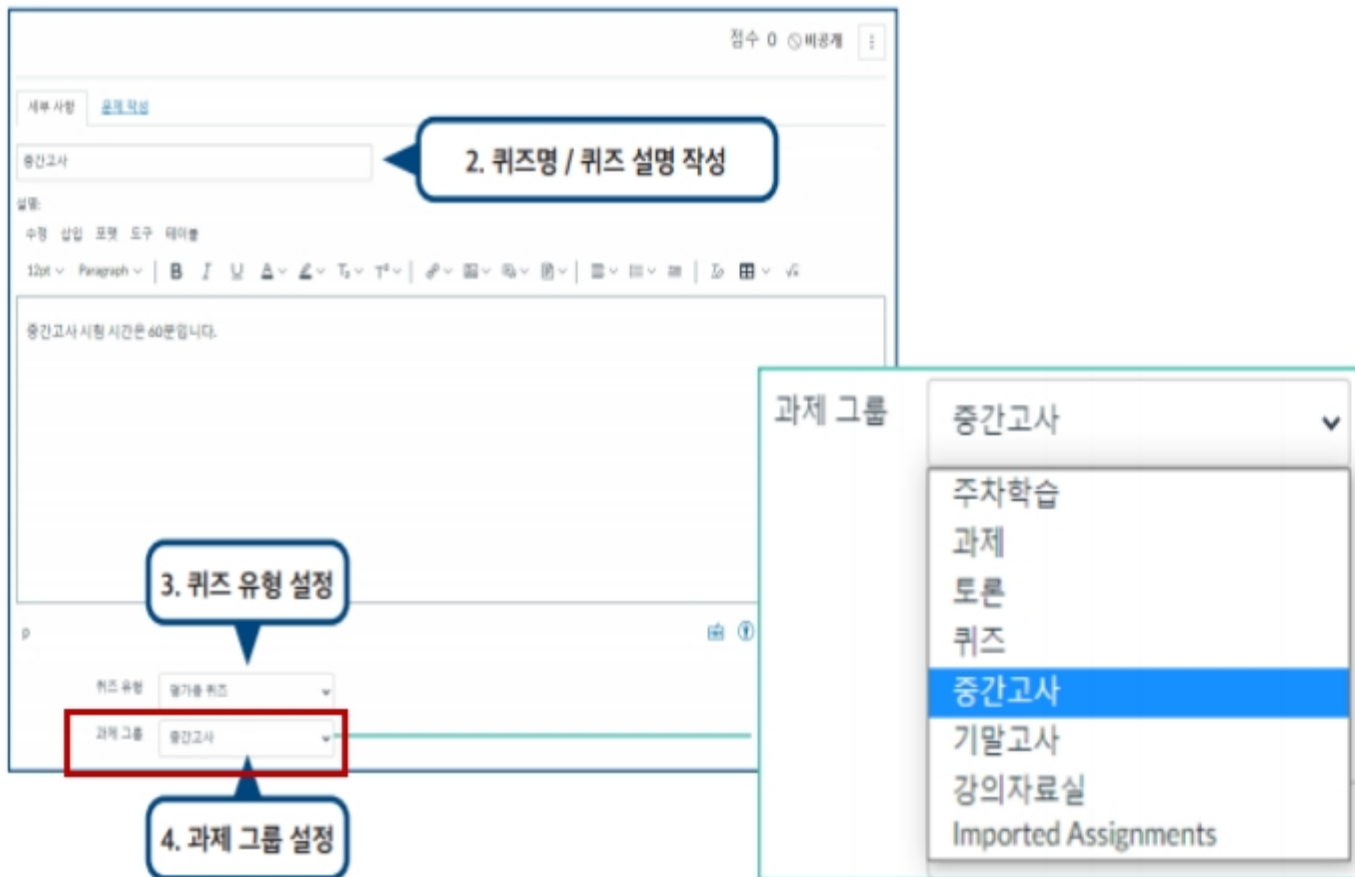 점수 0 비공개
세부 사항 문제 작성
중간고사
2. 퀴즈명 / 퀴즈 설명 작성
설명:
수정 삽입 포맷 도구 테이블
12pt Paragraph B I U A T₂ T²
중간고사 시험 시간은 60분입니다.
3. 퀴즈 유형 설정
p
퀴즈 유형 평가용 퀴즈
과제 그룹 중간고사
4. 과제 그룹 설정
과제 그룹 중간고사
주차학습
과제
토론
퀴즈
중간고사
기말고사
강의자료실
Imported Assignments